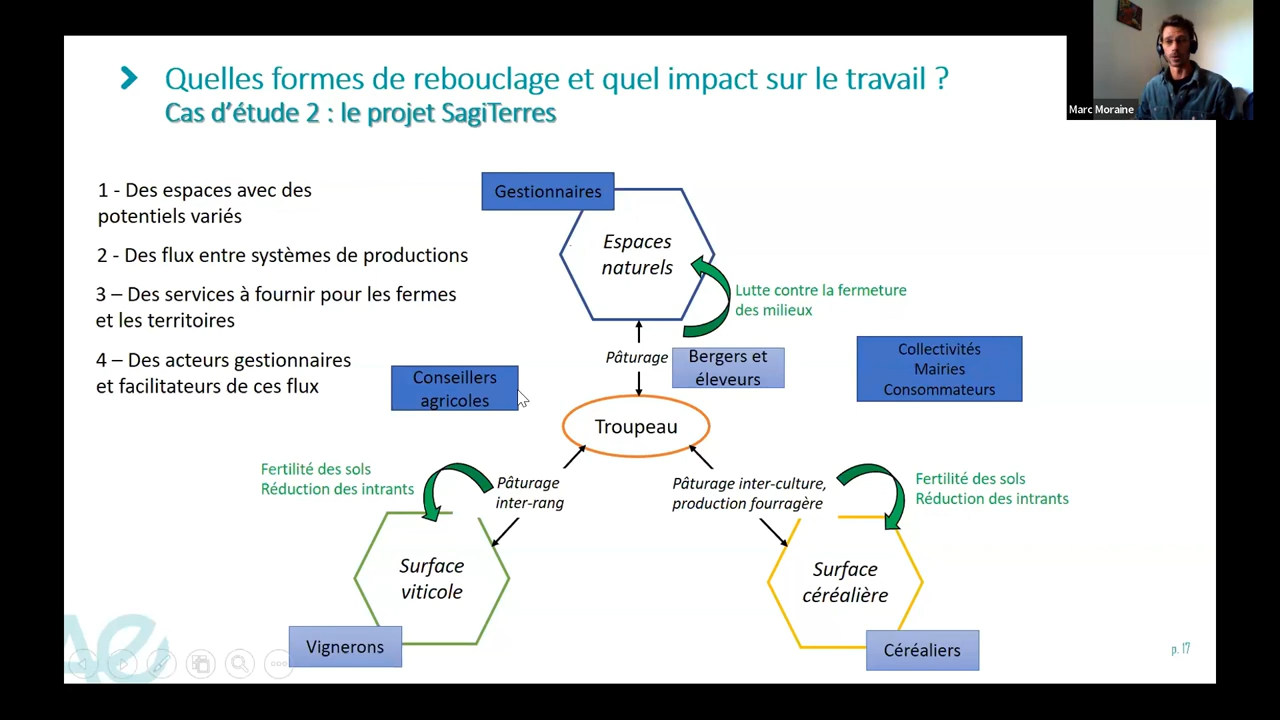 Quelles formes de rebouclage et quel impact sur le travail ?
Cas d'étude 2 : le projet SagiTerres
Marc Moraine
1 - Des espaces avec des
potentiels variés
2 - Des flux entre systèmes de productions
3 – Des services à fournir pour les fermes
et les territoires
4 – Des acteurs gestionnaires
et facilitateurs de ces flux
Gestionnaires
Espaces
naturels
Lutte contre la fermeture
des milieux
Pâturage
Bergers et
éleveurs
Collectivités
Mairies
Consommateurs
Conseillers
agricoles
Troupeau
Fertilité des sols
Réduction des intrants
Pâturage
inter-rang
Pâturage inter-culture,
production fourragère
Fertilité des sols
Réduction des intrants
Surface
viticole
Surface
céréalière
Vignerons
Céréaliers
p. 17